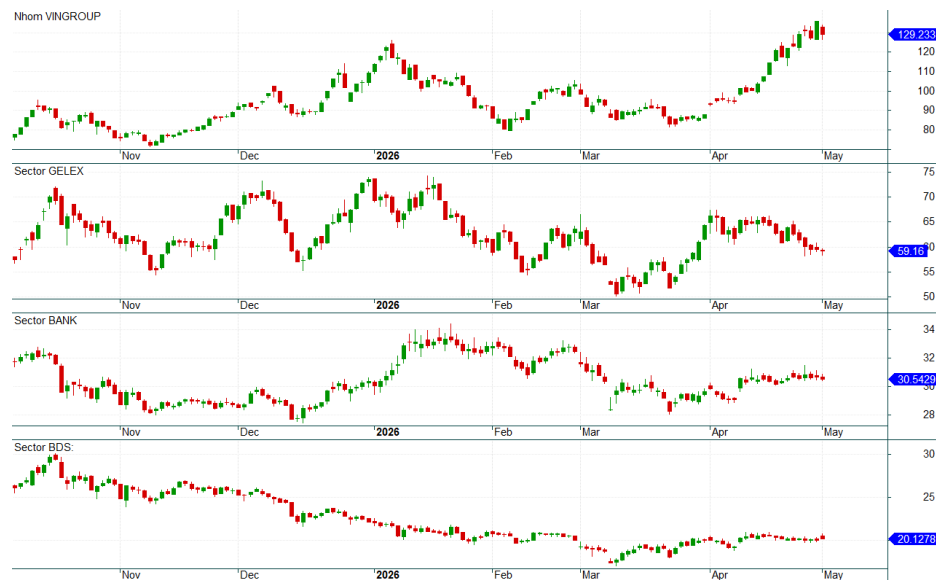 Nhom VINGROUP
129.233
120
110
100
90
80
Nov Dec 2026 Feb Mar Apr May
Sector GELEX
75
70
65
60
59.16
50
Nov Dec 2026 Feb Mar Apr May
Sector BANK
34
32
30.5429
30
28
Nov Dec 2026 Feb Mar Apr May
Sector BDS:
30
25
20.1278
Nov Dec 2026 Feb Mar Apr May